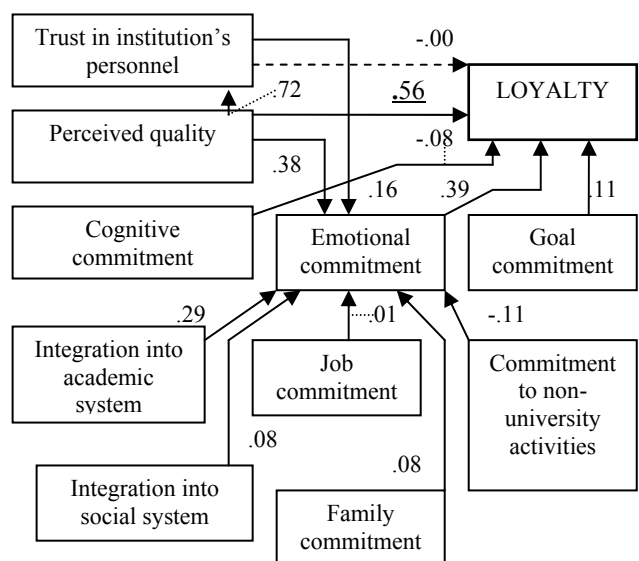 Trust in institution’s
personnel
-.00
LOYALTY
.72
.56
Perceived quality
-.08
.38
.16
.39
.11
Cognitive
commitment
Emotional
commitment
Goal
commitment
.29
.01
-.11
Integration into
academic
system
Job
commitment
Commitment
to non-
university
activities
.08
.08
Integration into
social system
Family
commitment